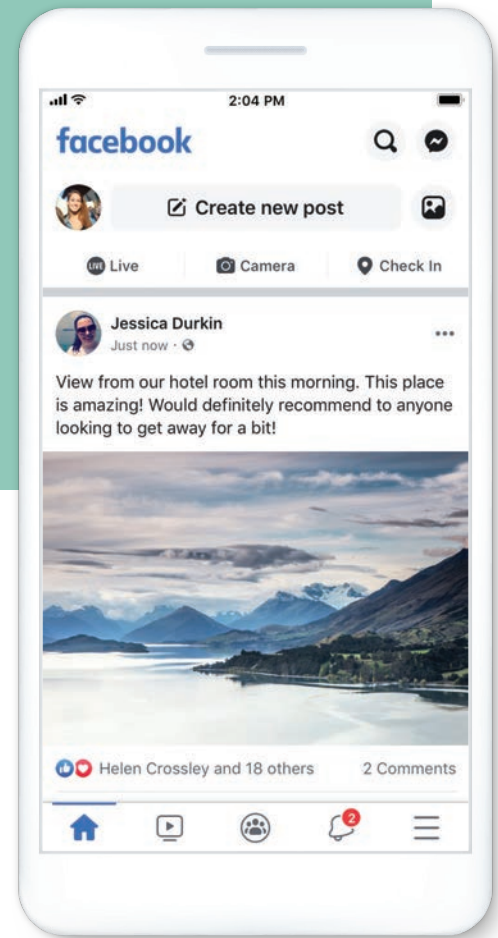 2:04 PM
facebook
Create new post
LIVE Live
Camera
Check In
Jessica Durkin
Just now ·
View from our hotel room this morning. This place
is amazing! Would definitely recommend to anyone
looking to get away for a bit!
Helen Crossley and 18 others
2 Comments
2